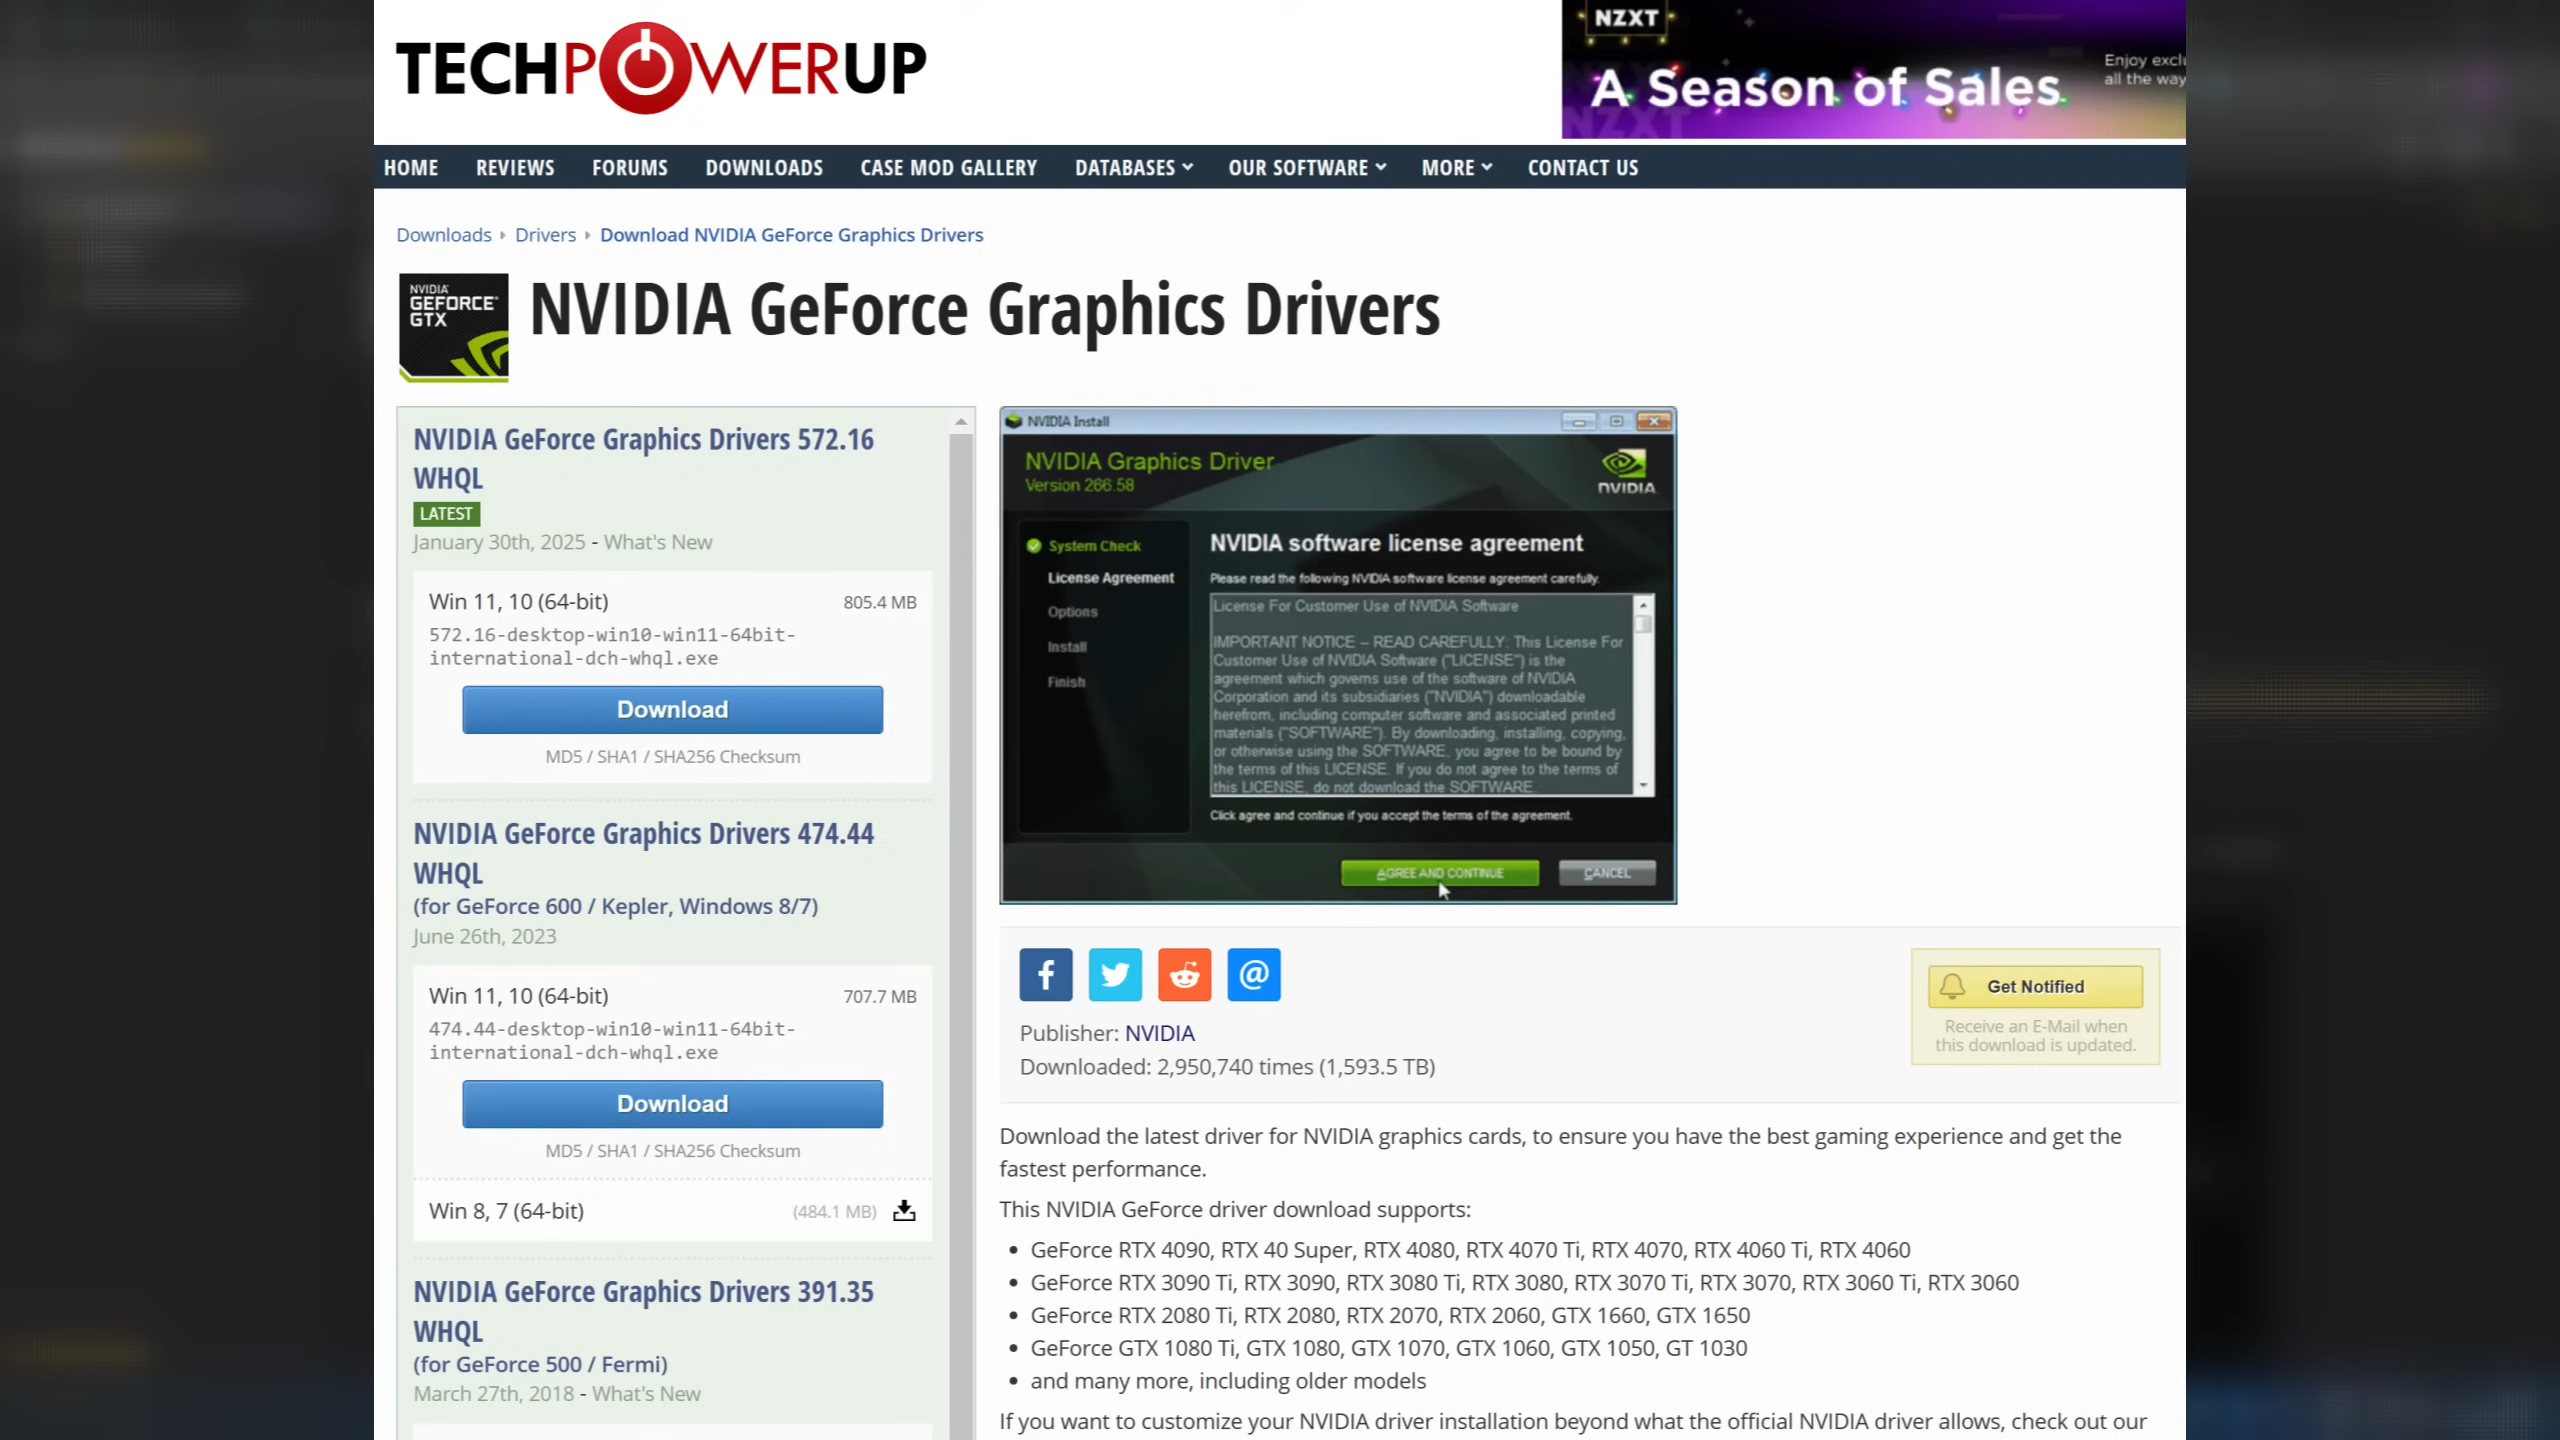 TECHPOWERUP
NZXT
A Season of Sales
Enjoy
all the way
HOME REVIEWS FORUMS DOWNLOADS CASE MOD GALLERY DATABASES OUR SOFTWARE MORE CONTACT US
Downloads Drivers Download NVIDIA GeForce Graphics Drivers
NVIDIA
GEFORCE
GTX
NVIDIA GeForce Graphics Drivers
NVIDIA GeForce Graphics Drivers 572.16
WHQL
LATEST
January 30th, 2025 - What's New
Win 11, 10 (64-bit) 805.4 MB
572.16-desktop-win10-win11-64bit-
international-dch-whql.exe
Download
MD5 / SHA1 / SHA256 Checksum
NVIDIA GeForce Graphics Drivers 474.44
WHQL
(for GeForce 600 / Kepler, Windows 8/7)
June 26th, 2023
Win 11, 10 (64-bit) 707.7 MB
474.44-desktop-win10-win11-64bit-
international-dch-whql.exe
Download
MD5 / SHA1 / SHA256 Checksum
Win 8, 7 (64-bit) (484.1 MB)
NVIDIA GeForce Graphics Drivers 391.35
WHQL
(for GeForce 500 / Fermi)
March 27th, 2018 - What's New
NVIDIA Install
NVIDIA Graphics Driver
Version 266.58
NVIDIA
System Check
License Agreement
Options
Install
Finish
NVIDIA software license agreement
Please read the following NVIDIA software license agreement carefully.
License For Customer Use of NVIDIA Software
IMPORTANT NOTICE -- READ CAREFULLY: This License For
Customer Use of NVIDIA Software ("LICENSE") is the
agreement which governs use of the software of NVIDIA
Corporation and its subsidiaries ("NVIDIA") downloadable
herefrom, including computer software and associated printed
materials ("SOFTWARE"). By downloading, installing, copying,
or otherwise using the SOFTWARE, you agree to be bound by
the terms of this LICENSE. If you do not agree to the terms of
this LICENSE, do not download the SOFTWARE.
Click agree and continue if you accept the terms of the agreement.
AGREE AND CONTINUE CANCEL
Publisher: NVIDIA
Downloaded: 2,950,740 times (1,593.5 TB)
Get Notified
Receive an E-Mail when
this download is updated.
Download the latest driver for NVIDIA graphics cards, to ensure you have the best gaming experience and get the
fastest performance.
This NVIDIA GeForce driver download supports:
• GeForce RTX 4090, RTX 40 Super, RTX 4080, RTX 4070 Ti, RTX 4070, RTX 4060 Ti, RTX 4060
• GeForce RTX 3090 Ti, RTX 3090, RTX 3080 Ti, RTX 3080, RTX 3070 Ti, RTX 3070, RTX 3060 Ti, RTX 3060
• GeForce RTX 2080 Ti, RTX 2080, RTX 2070, RTX 2060, GTX 1660, GTX 1650
• GeForce GTX 1080 Ti, GTX 1080, GTX 1070, GTX 1060, GTX 1050, GT 1030
• and many more, including older models
If you want to customize your NVIDIA driver installation beyond what the official NVIDIA driver allows, check out our